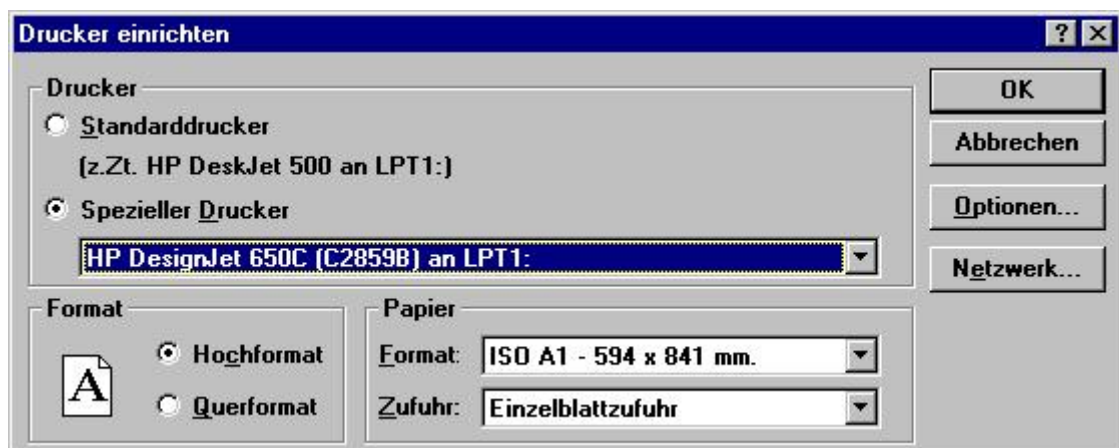 Drucker einrichten
Drucker
Standarddrucker
(z.Zt. HP DeskJet 500 an LPT1:)
Spezieller Drucker
HP DesignJet 650C (C2859B) an LPT1:
OK
Abbrechen
Optionen...
Netzwerk...
Format
A
Hochformat
Querformat
Papier
Format: ISO A1 - 594 x 841 mm.
Zufuhr: Einzelblattzufuhr